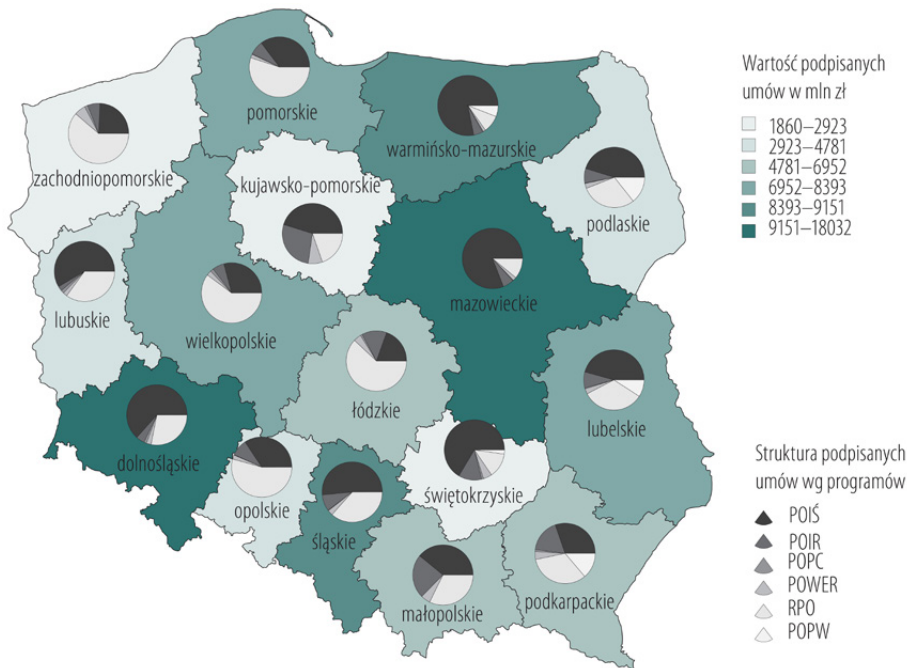 pomorskie
warmińsko-mazurskie
zachodniopomorskie
kujawsko-pomorskie
podlaskie
mazowieckie
lubuskie
wielkopolskie
łódzkie
lubelskie
dolnośląskie
opolskie
śląskie
świętokrzyskie
małopolskie
podkarpackie
Wartość podpisanych
umów w mln zł
1860–2923
2923–4781
4781–6952
6952–8393
8393–9151
9151–18032
Struktura podpisanych
umów wg programów
POIŚ
POIR
POPC
POWER
RPO
POPW